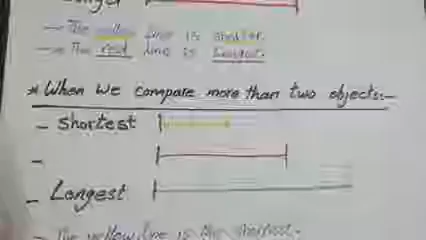 — The yellow line is shorter.
— The red line is Longer.
* When we compare more than two objects:—
— Shortest
—
— Longest
— The yellow line is the shortest.